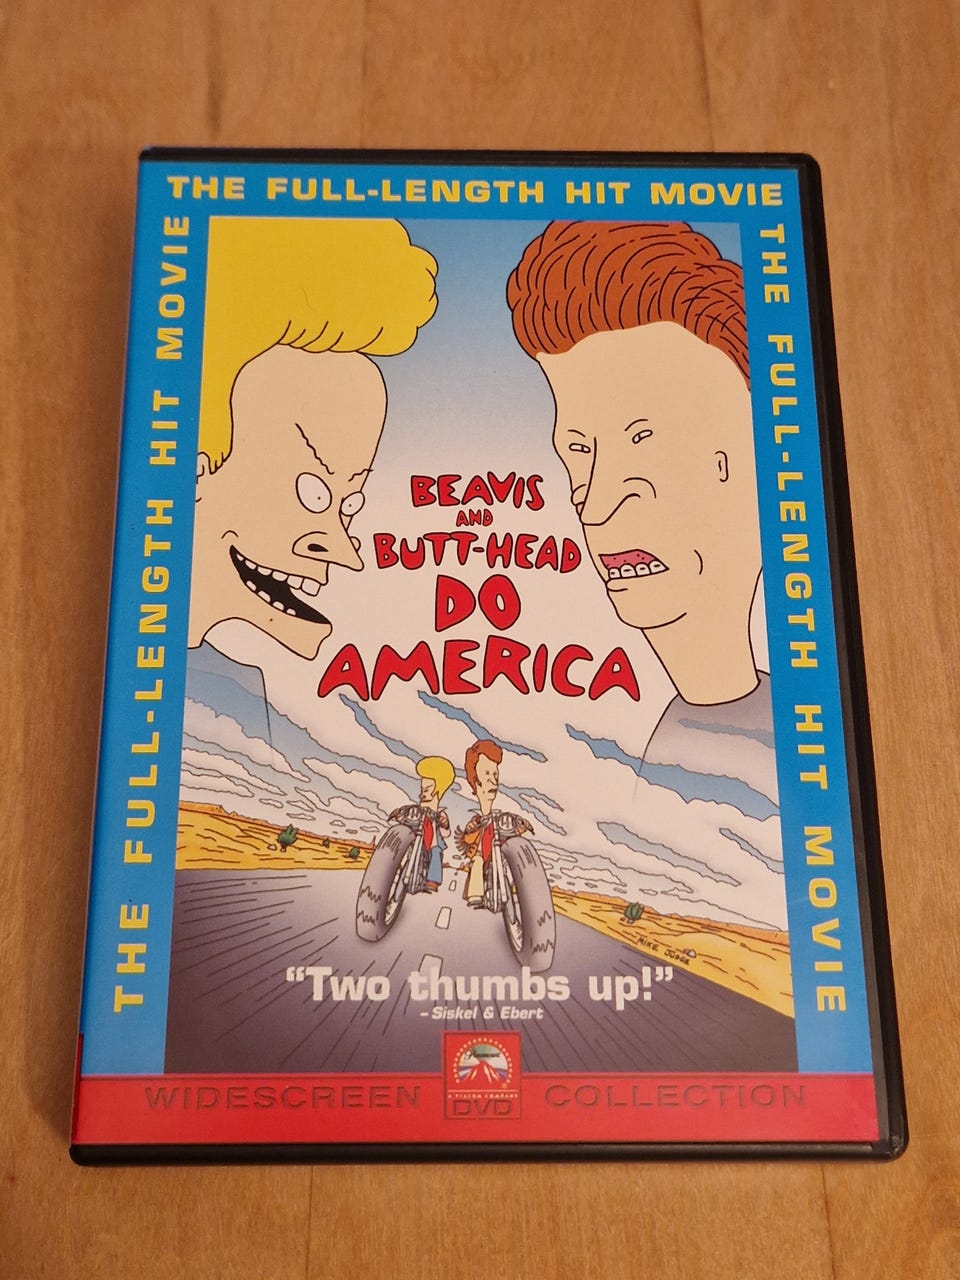 THE FULL-LENGTH HIT MOVIE
THE FULL-LENGTH HIT MOVIE
THE FULL-LENGTH HIT MOVIE
BEAVIS
AND
BUTT-HEAD
DO
AMERICA
MIKE JUDGE
"Two thumbs up!"
- Siskel & Ebert
WIDESCREEN
Paramount
A VIACOM COMPANY
DVD
COLLECTION